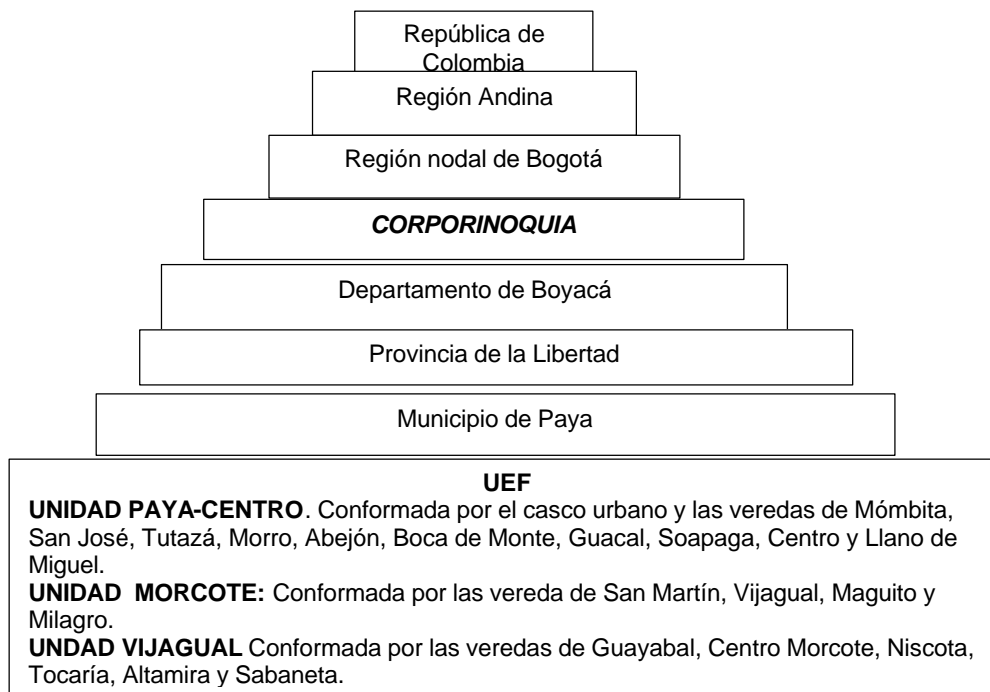 República de
Colombia
Región Andina
Región nodal de Bogotá
CORPORINOQUIA
Departamento de Boyacá
Provincia de la Libertad
Municipio de Paya
UEF
UNIDAD PAYA-CENTRO. Conformada por el casco urbano y las veredas de Mómbita,
San José, Tutazá, Morro, Abejón, Boca de Monte, Guacal, Soapaga, Centro y Llano de
Miguel.
UNIDAD MORCOTE: Conformada por las vereda de San Martín, Vijagual, Maguito y
Milagro.
UNDAD VIJAGUAL Conformada por las veredas de Guayabal, Centro Morcote, Niscota,
Tocaría, Altamira y Sabaneta.